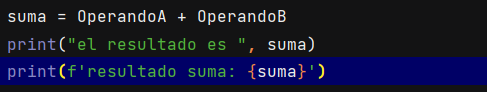 suma = OperandoA + OperandoB
print("el resultado es ", suma)
print(f'resultado suma: {suma}')